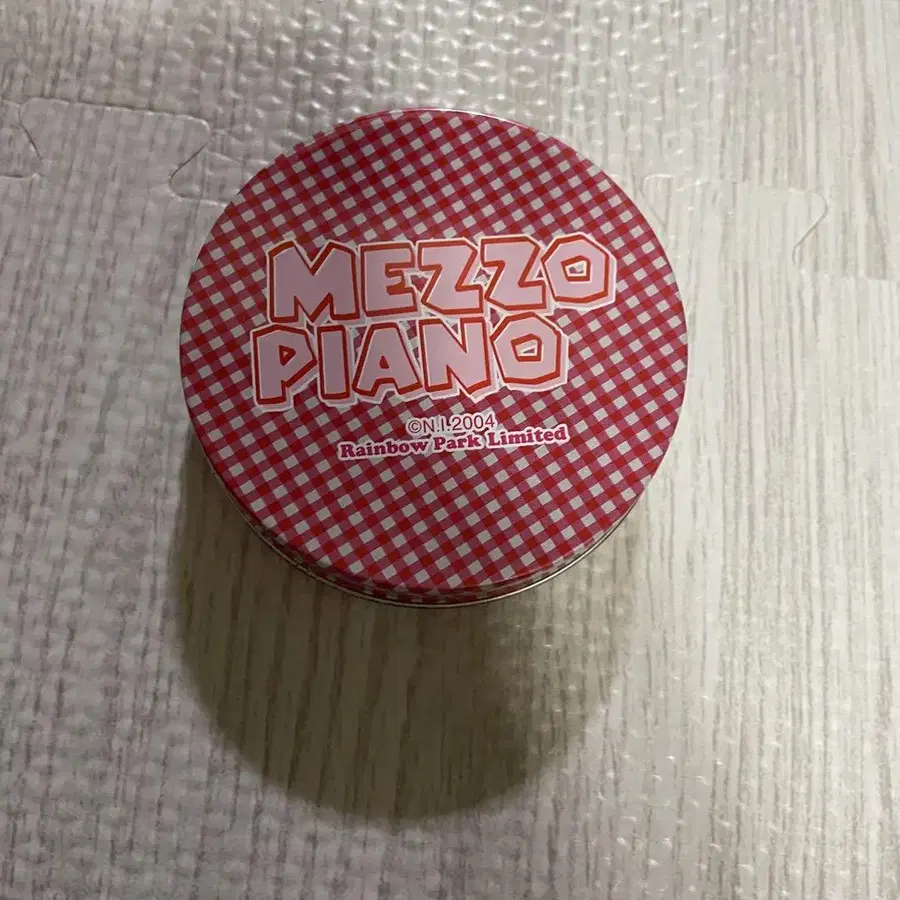 MEZZO
PIANO
©N.I.2004
Rainbow Park Limited